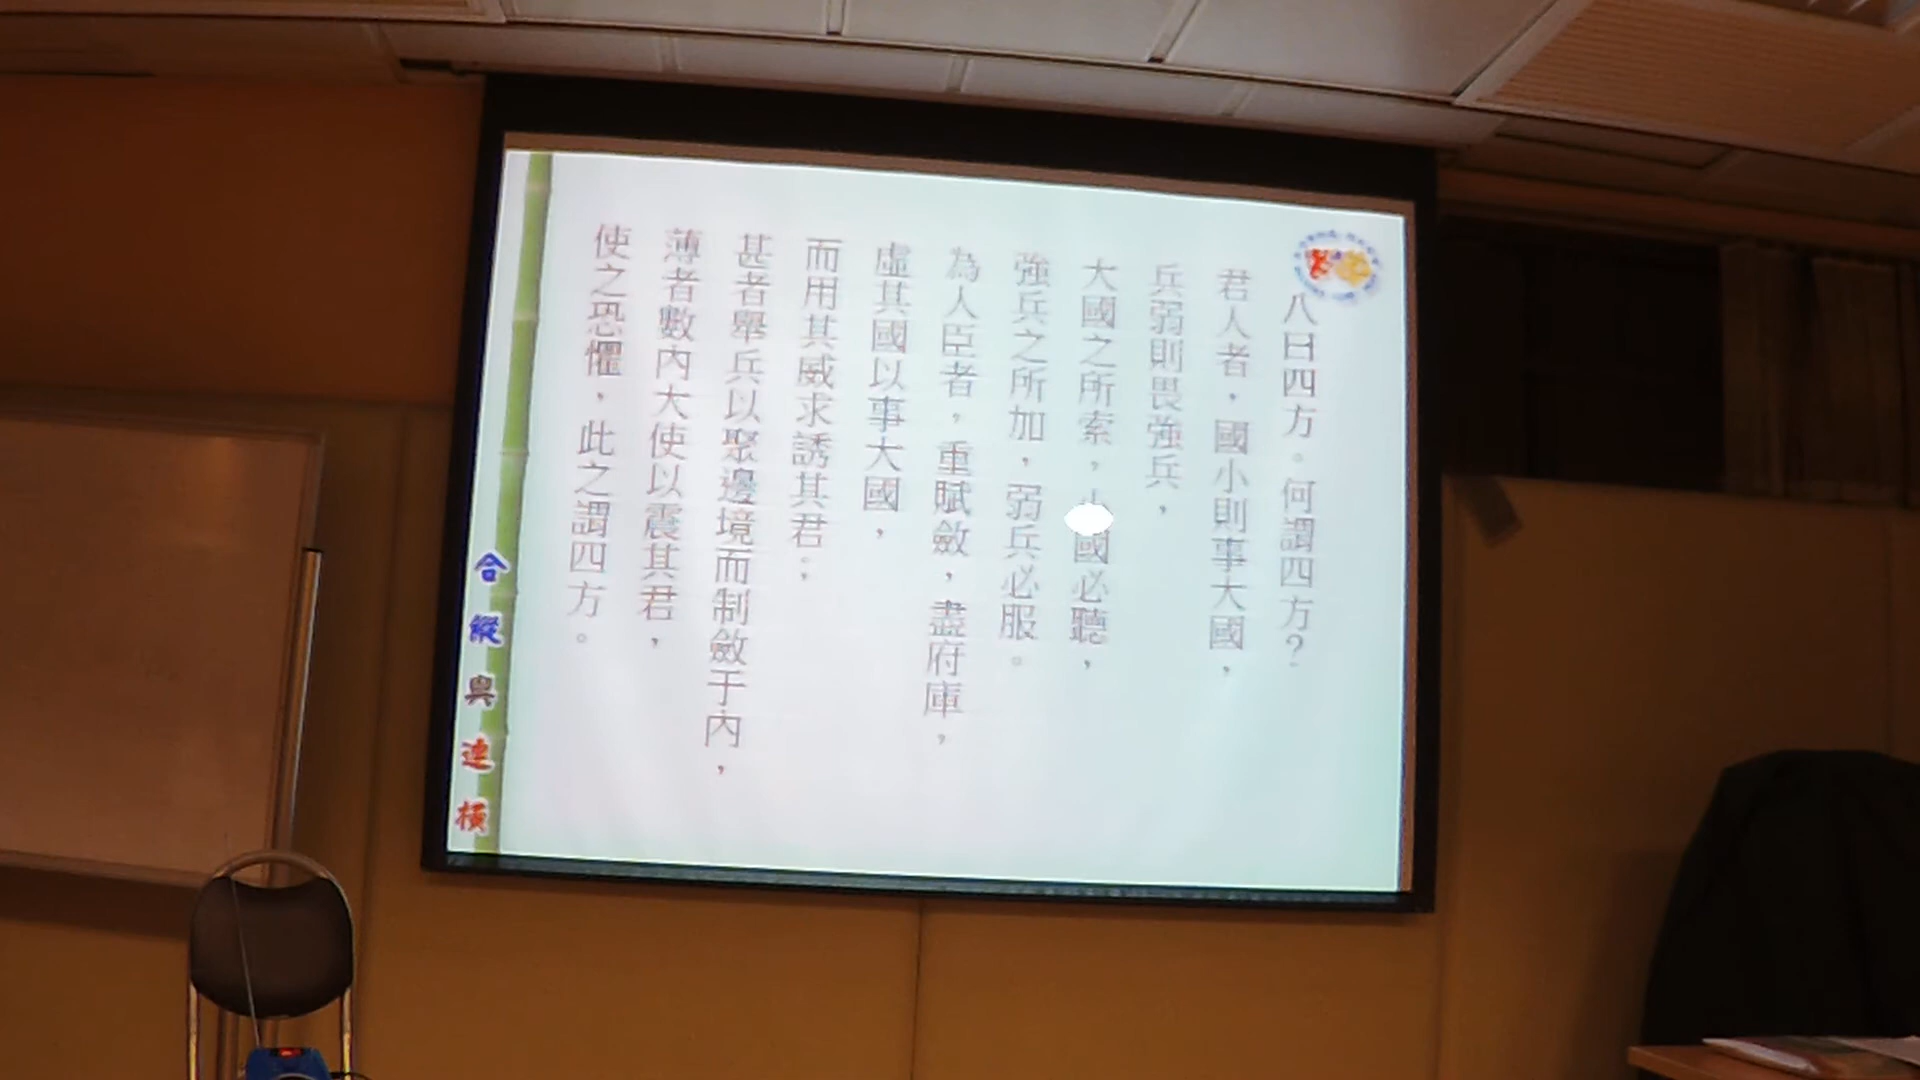 八曰四方。何謂四方？
君人者，國小則事大國，
兵弱則畏強兵，
大國之所索，小國必聽，
強兵之所加，弱兵必服。
為人臣者，重賦斂，盡府庫，
虛其國以事大國，
而用其威求誘其君；
甚者舉兵以聚邊境而制斂于內，
薄者數內大使以震其君，
使之恐懼，此之謂四方。
合縱與連橫